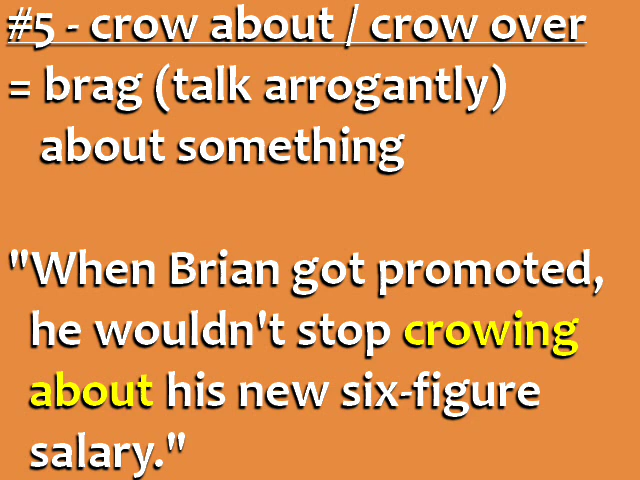 #5 - crow about / crow over
= brag (talk arrogantly)
about something
"When Brian got promoted,
he wouldn't stop crowing
about his new six-figure
salary."